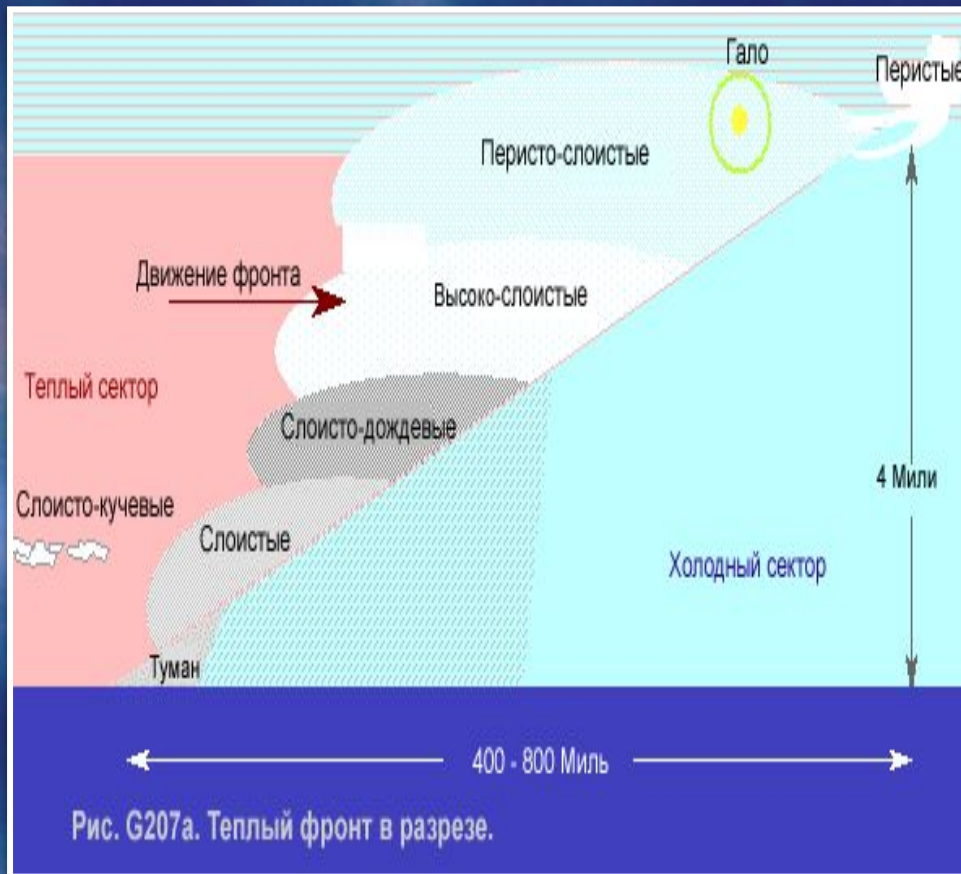 Гало
Перистые
Перисто-слоистые
Движение фронта
Высоко-слоистые
Теплый сектор
Слоисто-дождевые
4 Мили
Слоисто-кучевые
Слоистые
Холодный сектор
Туман
400 - 800 Миль
Рис. G207a. Теплый фронт в разрезе.